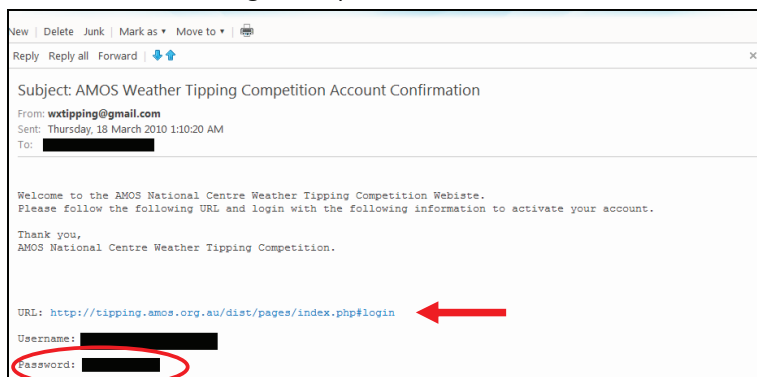 New | Delete Junk | Mark as ▾ Move to ▾ |
Reply Reply all Forward |
Subject: AMOS Weather Tipping Competition Account Confirmation
From: wxtipping@gmail.com
Sent: Thursday, 18 March 2010 1:10:20 AM
To:
Welcome to the AMOS National Centre Weather Tipping Competition Webiste.
Please follow the following URL and login with the following information to activate your account.
Thank you,
AMOS National Centre Weather Tipping Competition.
URL: http://tipping.amos.org.au/dist/pages/index.php#login
Username:
Password: